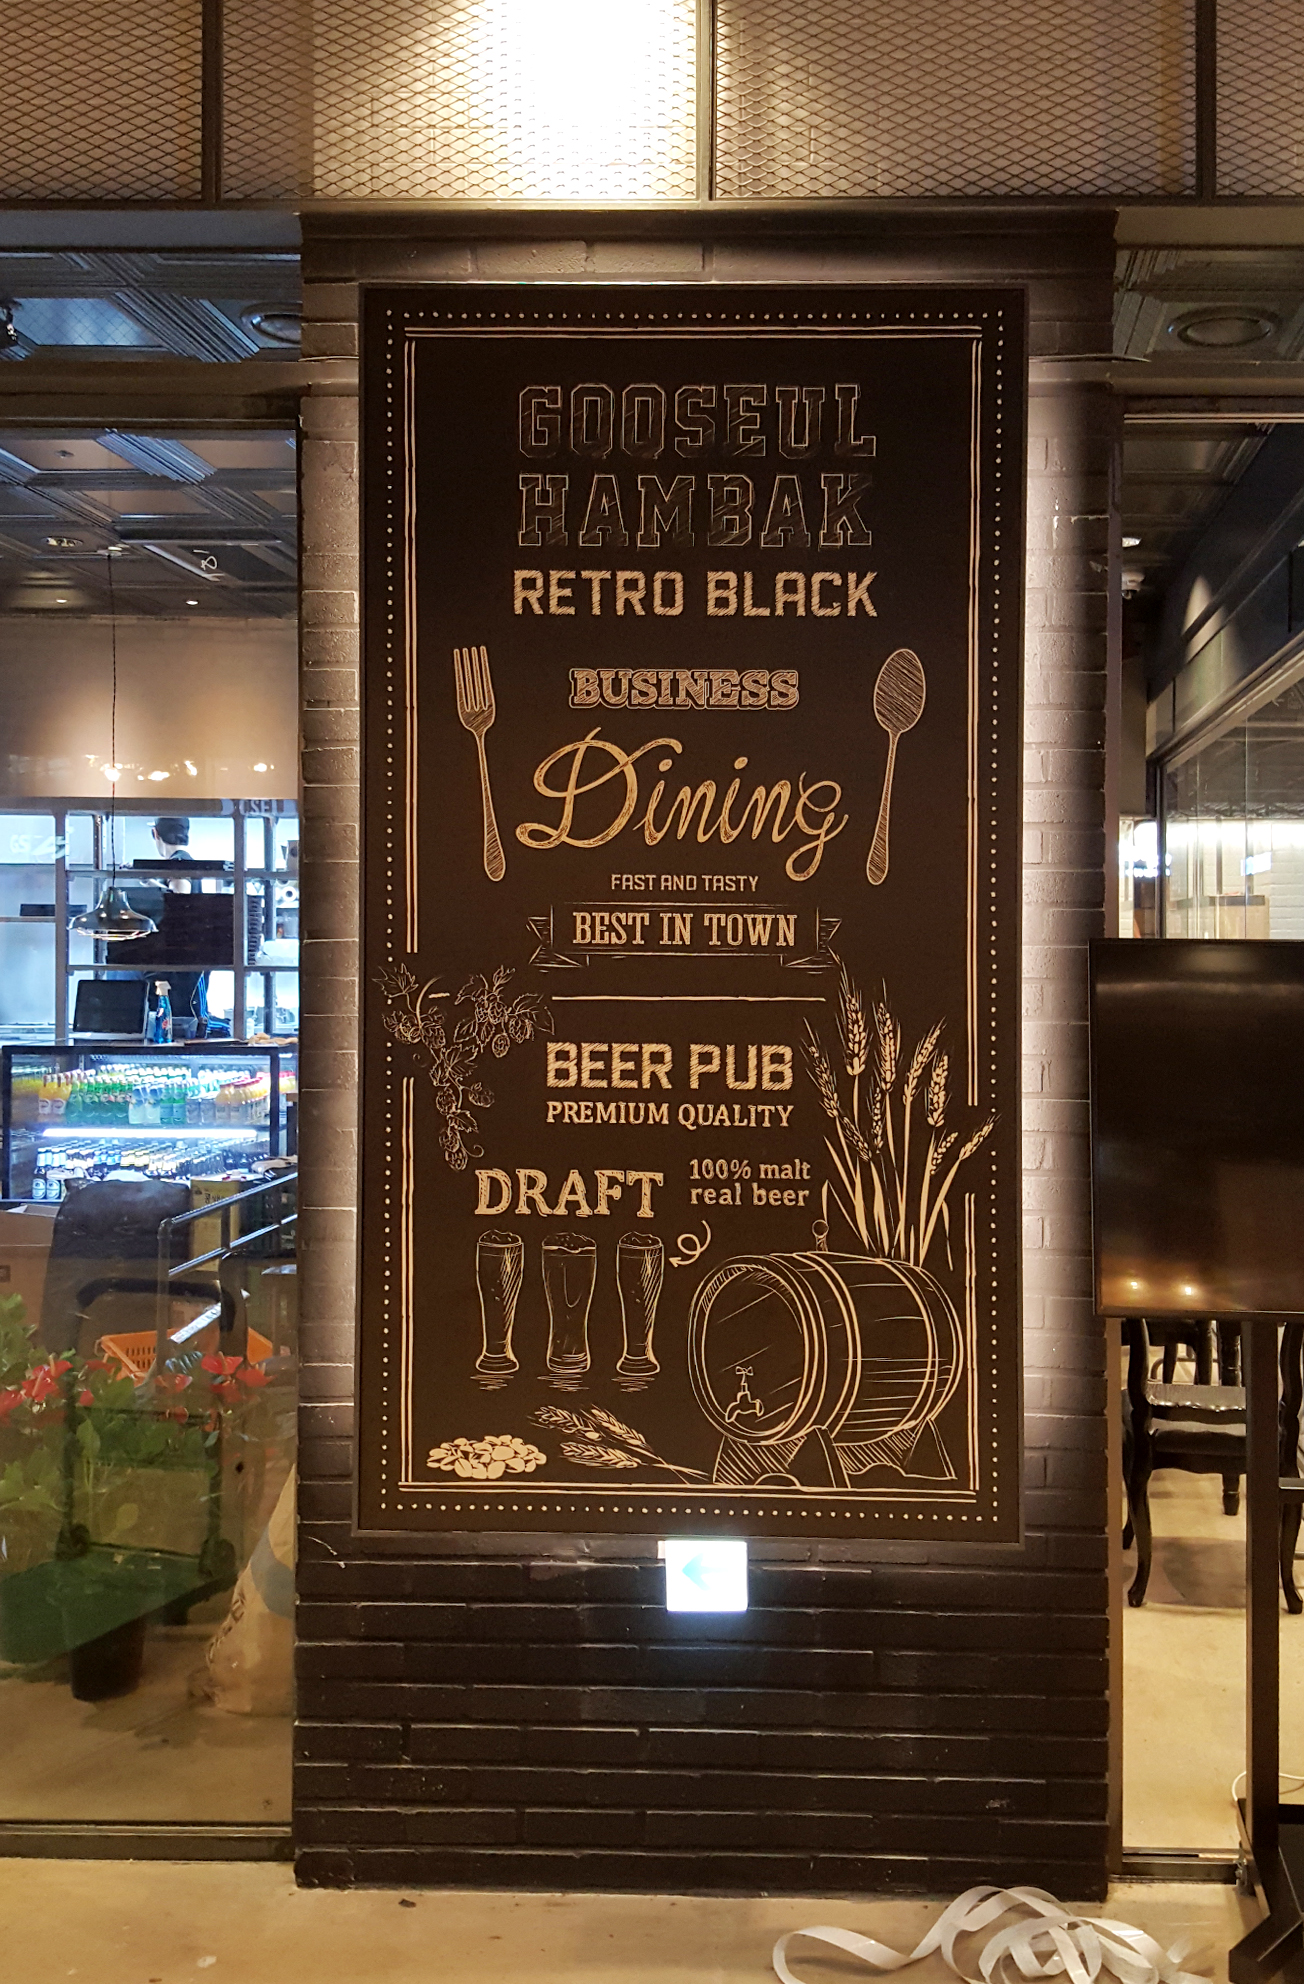 GOOSEUL
HAMBAK
RETRO BLACK
BUSINESS
Dining
FAST AND TASTY
BEST IN TOWN
BEER PUB
PREMIUM QUALITY
DRAFT
100% malt
real beer